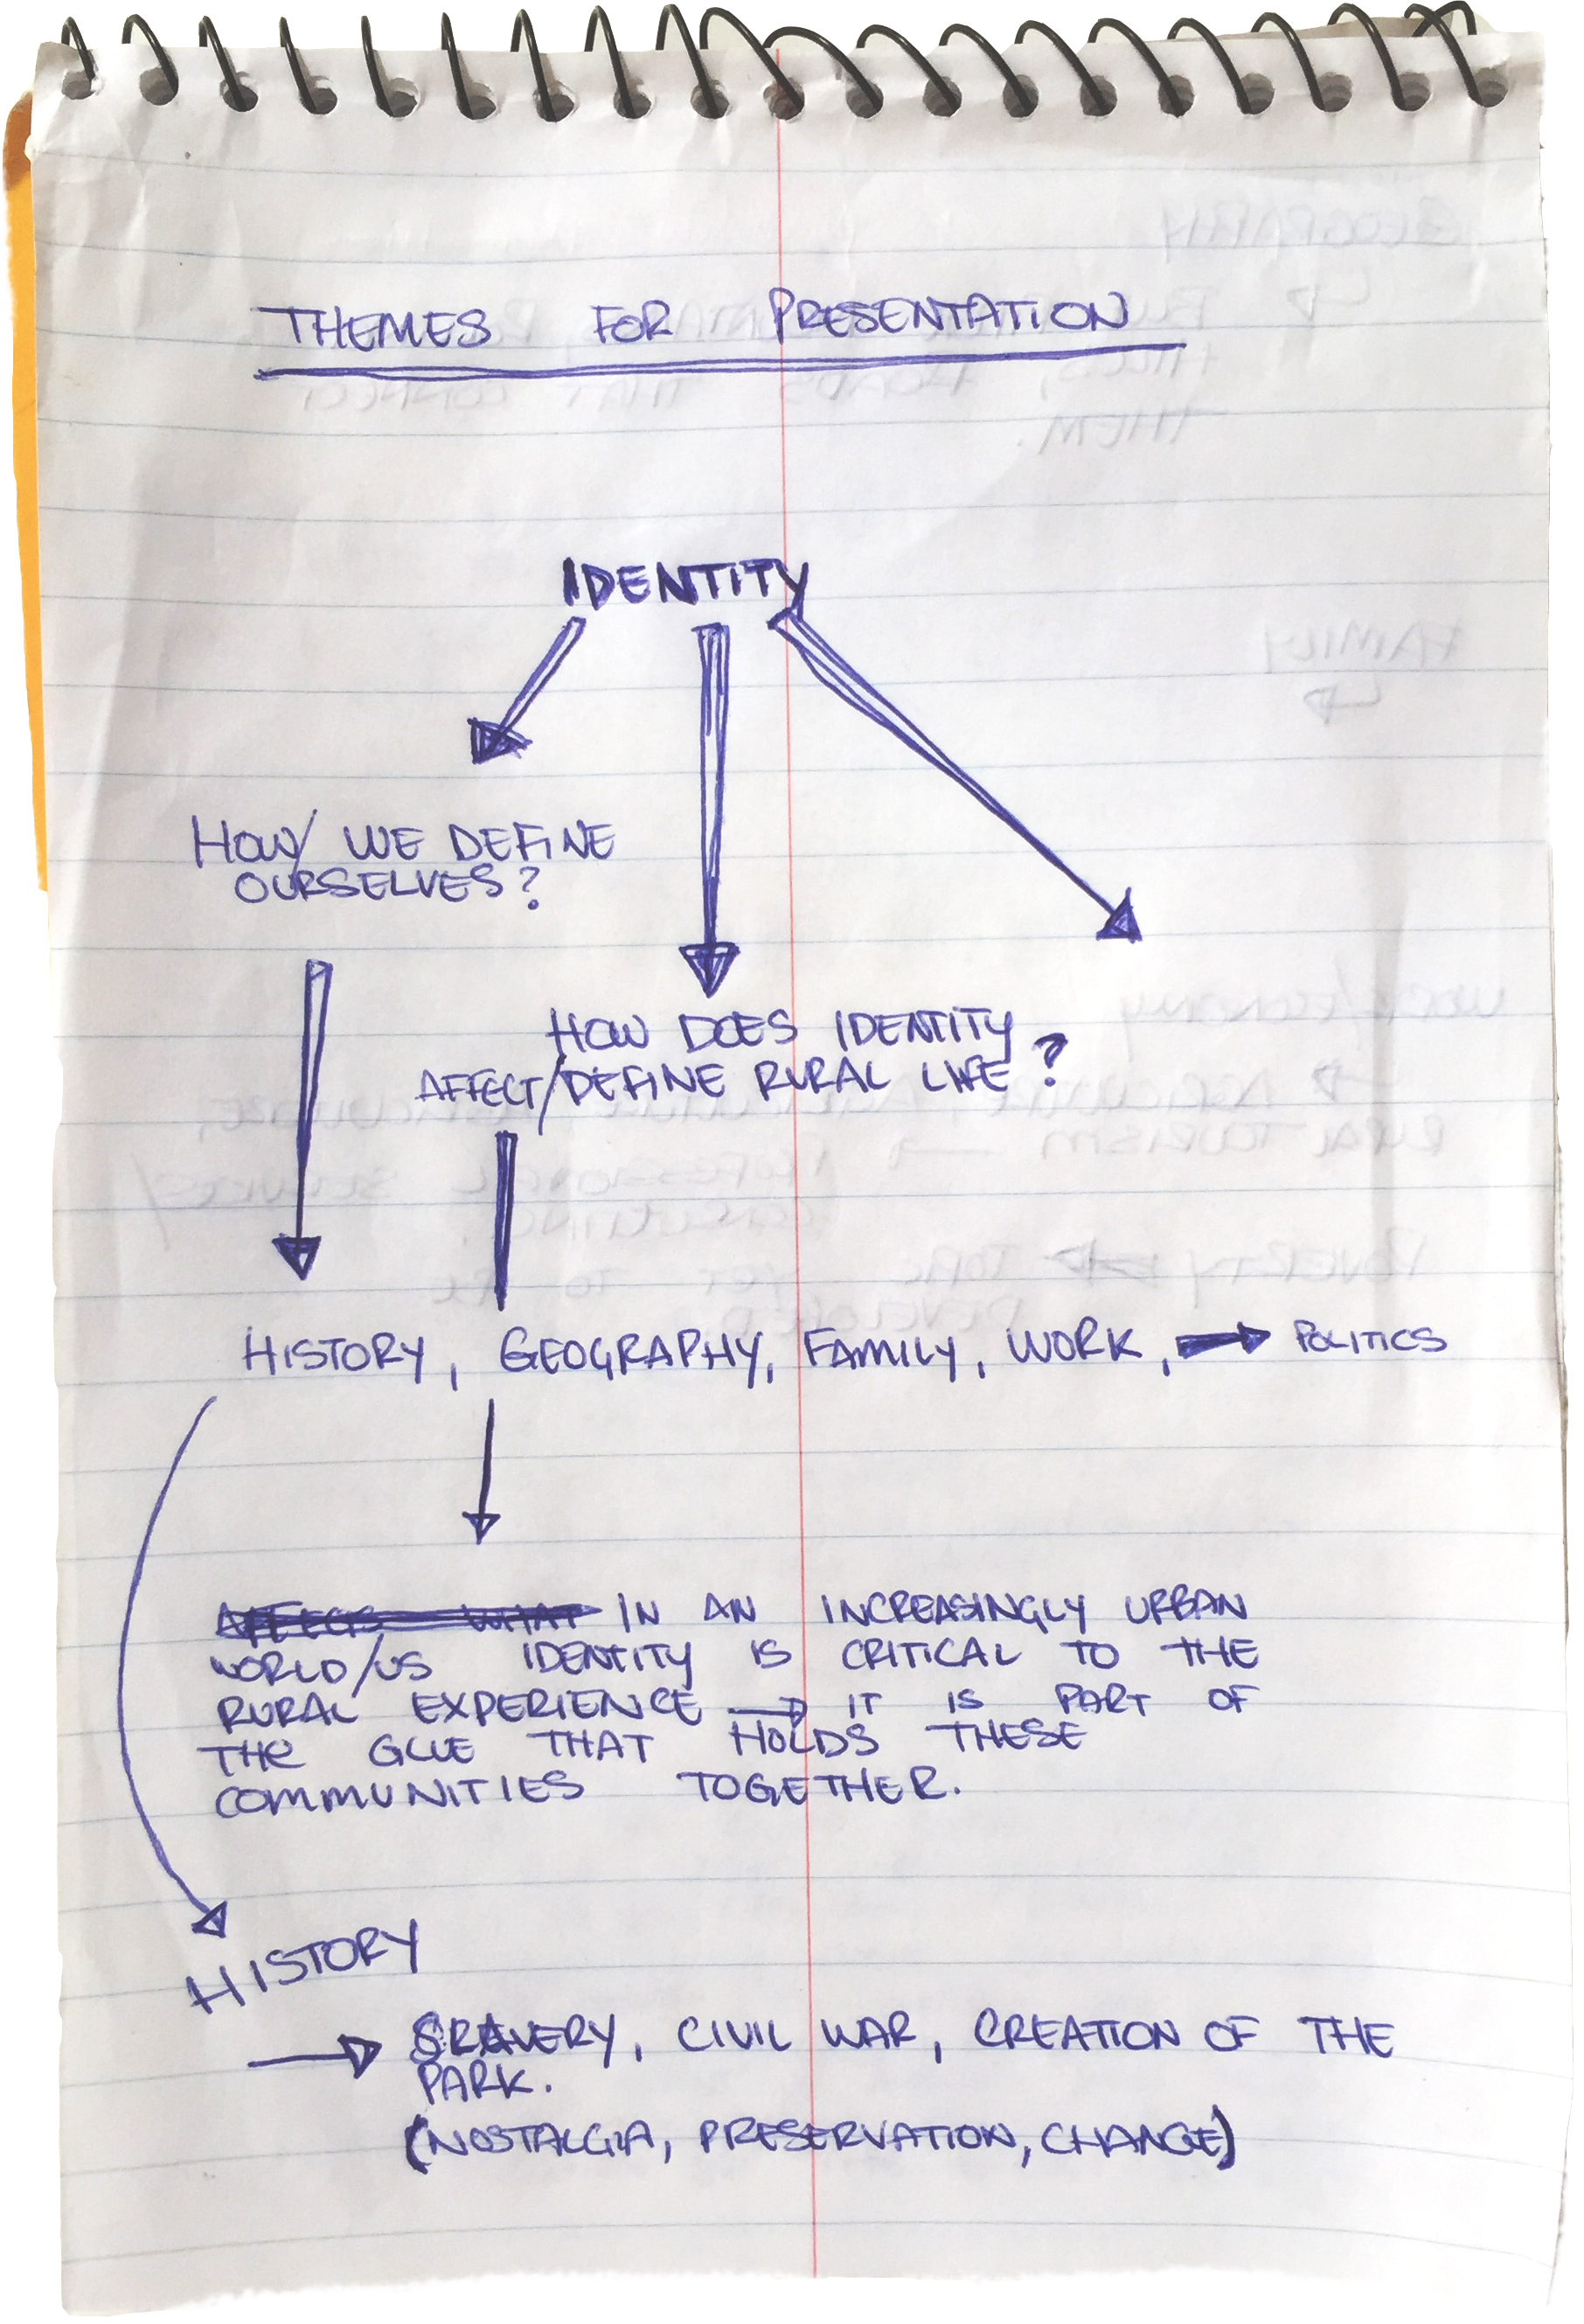 THEMES FOR PRESENTATION
IDENTITY
HOW WE DEFINE
OURSELVES?
HOW DOES IDENTITY
AFFECT/DEFINE RURAL LIFE?
HISTORY, GEOGRAPHY, FAMILY, WORK, → POLITICS
AFFECTS WHAT IN AN INCREASINGLY URBAN
WORLD/US IDENTITY IS CRITICAL TO THE
RURAL EXPERIENCE → IT IS PART OF
THE GLUE THAT HOLDS THESE
COMMUNITIES TOGETHER.
HISTORY
→ SLAVERY, CIVIL WAR, CREATION OF THE
PARK.
(NOSTALGIA, PRESERVATION, CHANGE)